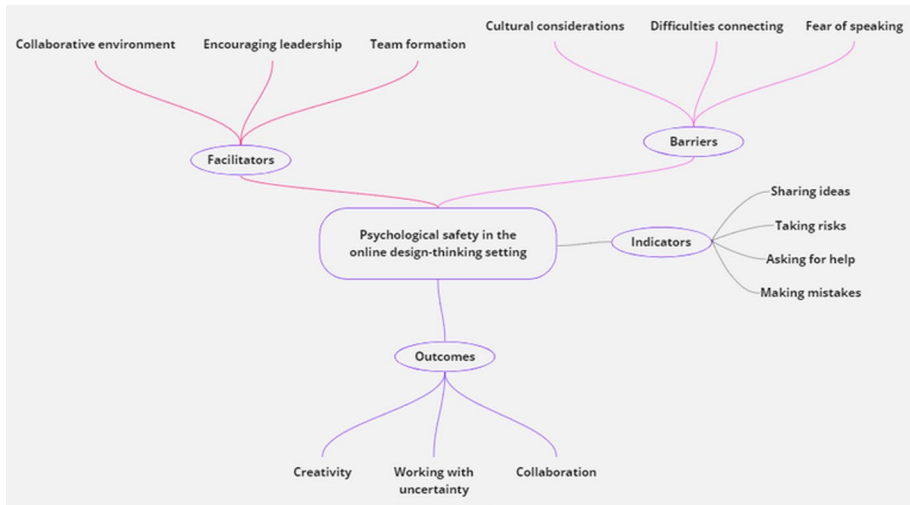 Cultural considerations
Difficulties connecting
Fear of speaking
Collaborative environment
Encouraging leadership
Team formation
Barriers
Facilitators
Sharing ideas
Taking risks
Psychological safety in the
online design-thinking setting
Indicators
Asking for help
Making mistakes
Outcomes
Creativity
Working with
uncertainty
Collaboration